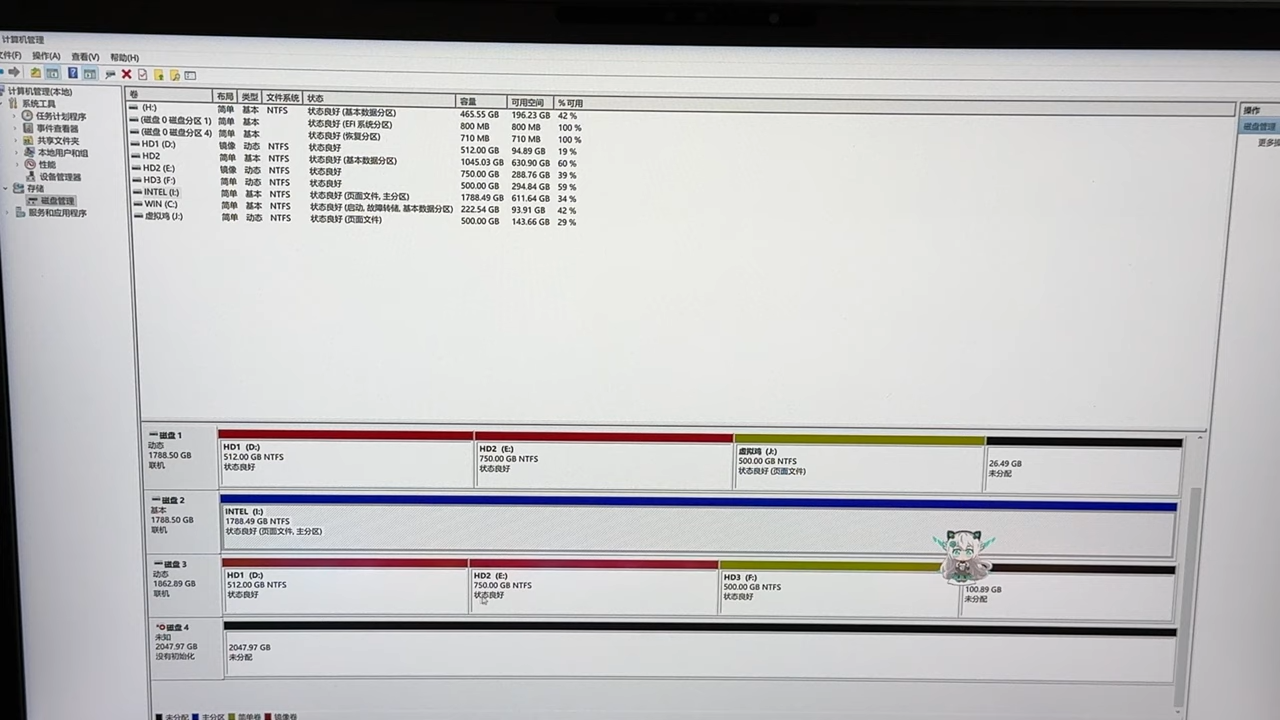 计算机管理
文件(F) 操作(A) 查看(V) 帮助(H)
计算机管理(本地)
系统工具
任务计划程序
事件查看器
共享文件夹
本地用户和组
性能
设备管理器
存储
磁盘管理
服务和应用程序
卷 布局 类型 文件系统 状态 容量 可用空间 % 可用
(H:) 简单 基本 NTFS 状态良好 (基本数据分区) 465.55 GB 196.23 GB 42 %
(磁盘 0 磁盘分区 1) 简单 基本 状态良好 (EFI 系统分区) 800 MB 800 MB 100 %
(磁盘 0 磁盘分区 4) 简单 基本 状态良好 (恢复分区) 710 MB 710 MB 100 %
HD1 (D:) 镜像 动态 NTFS 状态良好 512.00 GB 94.89 GB 19 %
HD2 简单 基本 NTFS 状态良好 (基本数据分区) 1045.03 GB 630.90 GB 60 %
HD2 (E:) 镜像 动态 NTFS 状态良好 750.00 GB 288.76 GB 39 %
HD3 (F:) 简单 动态 NTFS 状态良好 500.00 GB 294.84 GB 59 %
INTEL (I:) 简单 基本 NTFS 状态良好 (页面文件, 主分区) 1788.49 GB 611.64 GB 34 %
WIN (C:) 简单 基本 NTFS 状态良好 (启动, 故障转储, 基本数据分区) 222.54 GB 93.91 GB 42 %
虚拟鸡 (J:) 简单 动态 NTFS 状态良好 (页面文件) 500.00 GB 143.66 GB 29 %
操作
磁盘管理
更多操
磁盘 1
动态
1788.50 GB
联机
HD1 (D:)
512.00 GB NTFS
状态良好
HD2 (E:)
750.00 GB NTFS
状态良好
虚拟鸡 (J:)
500.00 GB NTFS
状态良好 (页面文件)
26.49 GB
未分配
磁盘 2
基本
1788.50 GB
联机
INTEL (I:)
1788.49 GB NTFS
状态良好 (页面文件, 主分区)
磁盘 3
动态
1862.89 GB
联机
HD1 (D:)
512.00 GB NTFS
状态良好
HD2 (E:)
750.00 GB NTFS
状态良好
HD3 (F:)
500.00 GB NTFS
状态良好
100.89 GB
未分配
磁盘 4
未知
2047.97 GB
没有初始化
2047.97 GB
未分配
未分配 主分区 简单卷 镜像卷